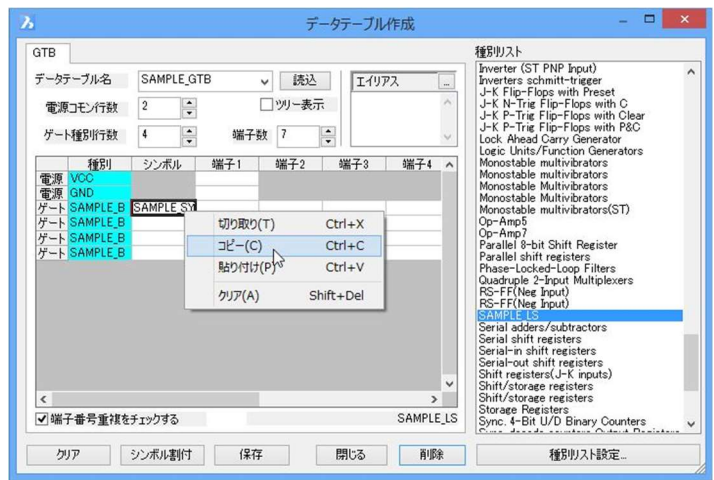 データテーブル作成
GTB
データテーブル名 SAMPLE_GTB 読込 エイリアス ...
電源コモン行数 2 ツリー表示
ゲート種別行数 4 端子数 7
種別 シンボル 端子1 端子2 端子3 端子4
電源 VCC
電源 GND
ゲート SAMPLE_B SAMPLE_SY
ゲート SAMPLE_B
ゲート SAMPLE_B
ゲート SAMPLE_B
切り取り(T) Ctrl+X
コピー(C) Ctrl+C
貼り付け(P) Ctrl+V
クリア(A) Shift+Del
端子番号重複をチェックする SAMPLE_LS
クリア シンボル割付 保存 閉じる 削除
種別リスト
Inverter (ST PNP Input)
Inverters schmitt-trigger
J-K Flip-Flops with Preset
J-K N-Trig Flip-Flops with C
J-K P-Trig Flip-Flops with Clear
J-K P-Trig Flip-Flops with P&C
Lock Ahead Carry Generator
Logic Units/Function Generators
Monostable multivibrators
Monostable Multivibrators
Monostable Multivibrators
Monostable Multivibrators
Monostable multivibrators(ST)
Op-Amp5
Op-Amp7
Parallel 8-bit Shift Register
Parallel shift registers
Phase-Locked-Loop Filters
Quadruple 2-Input Multiplexers
RS-FF(Neg Input)
RS-FF(Neg Input)
SAMPLE_LS
Serial adders/subtractors
Serial shift registers
Serial-in shift registers
Serial-out shift registers
Shift registers(J-K inputs)
Shift/storage registers
Shift/storage registers
Storage Registers
Sync. 4-Bit U/D Binary Counters
種別リスト設定...